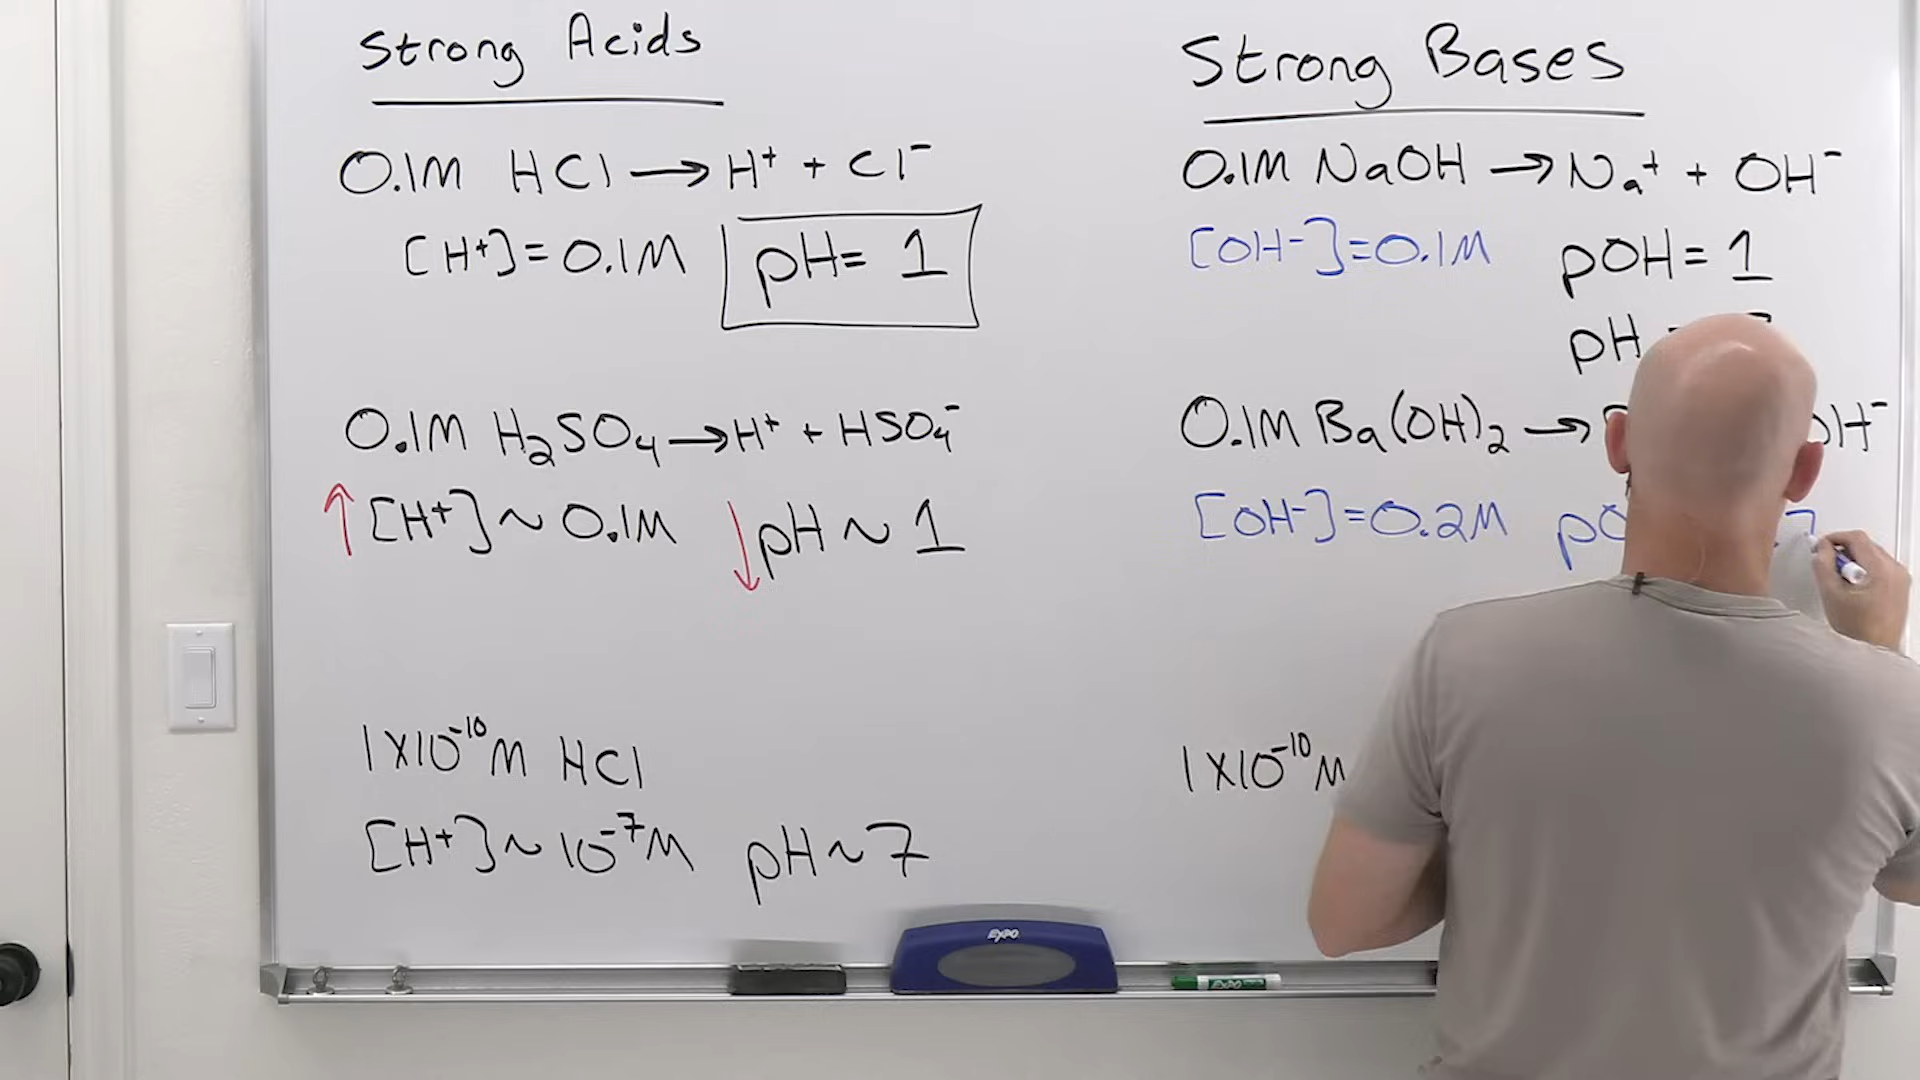 Strong Acids
0.1M HCl → H⁺ + Cl⁻
[H⁺] = 0.1M pH = 1
0.1M H₂SO₄ → H⁺ + HSO₄⁻
↑ [H⁺] ~ 0.1M ↓ pH ~ 1
1×10⁻¹⁰ M HCl
[H⁺] ~ 10⁻⁷ M pH ~ 7
Strong Bases
0.1M NaOH → Na⁺ + OH⁻
[OH⁻] = 0.1M pOH = 1
pH
0.1M Ba(OH)₂ → OH⁻
[OH⁻] = 0.2M
1×10⁻¹⁰ M
EXPO
EXPO